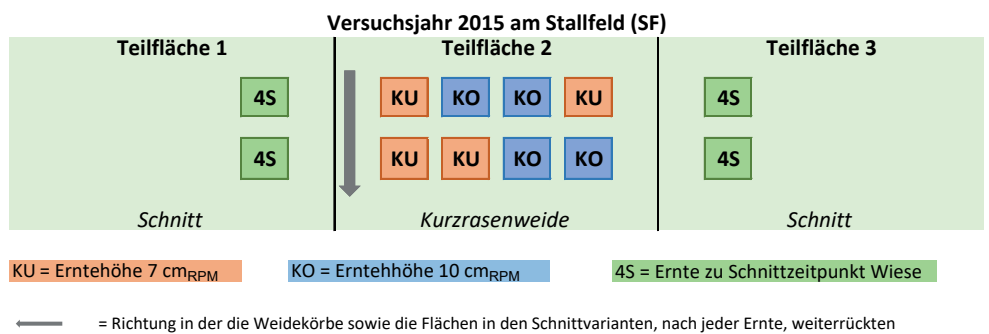 Versuchsjahr 2015 am Stallfeld (SF)
Teilfläche 1 Teilfläche 2 Teilfläche 3
4S KU KO KO KU 4S
4S KU KU KO KO 4S
Schnitt Kurzrasenweide Schnitt
KU = Erntehöhe 7 cmRPM KO = Erntehhöhe 10 cmRPM 4S = Ernte zu Schnittzeitpunkt Wiese
= Richtung in der die Weidekörbe sowie die Flächen in den Schnittvarianten, nach jeder Ernte, weiterrückten